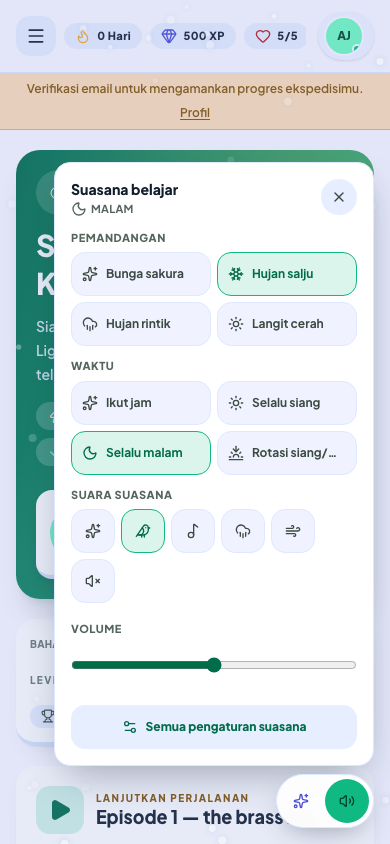 0 Hari
500 XP
5/5
AJ
Verifikasi email untuk mengamankan progres ekspedisimu.
Profil
Suasana belajar
MALAM
PEMANDANGAN
Bunga sakura
Hujan salju
Hujan rintik
Langit cerah
WAKTU
Ikut jam
Selalu siang
Selalu malam
Rotasi siang/...
SUARA SUASANA
VOLUME
Semua pengaturan suasana
LANJUTKAN PERJALANAN
Episode 1 — the brass